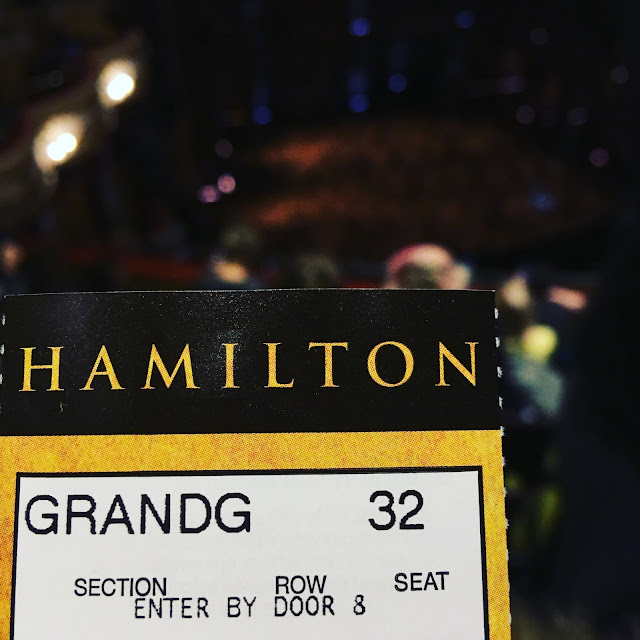 HAMILTON
GRANDG 32
SECTION ROW SEAT
ENTER BY DOOR 8